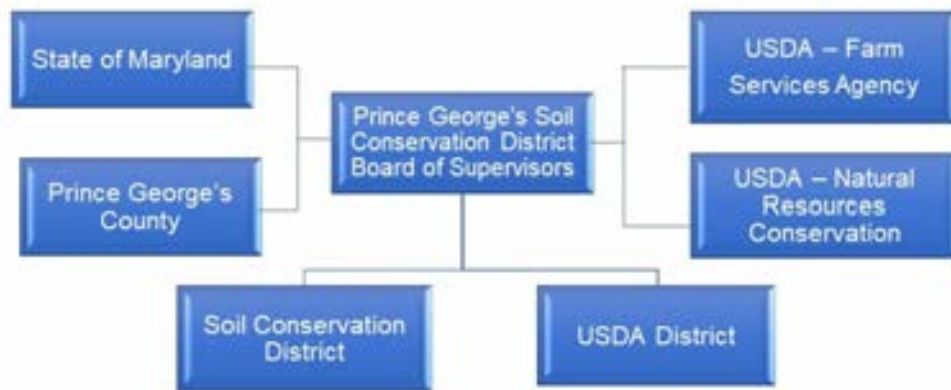 State of Maryland
Prince George's
County
Prince George's Soil
Conservation District
Board of Supervisors
USDA – Farm
Services Agency
USDA – Natural
Resources
Conservation
Soil Conservation
District
USDA District